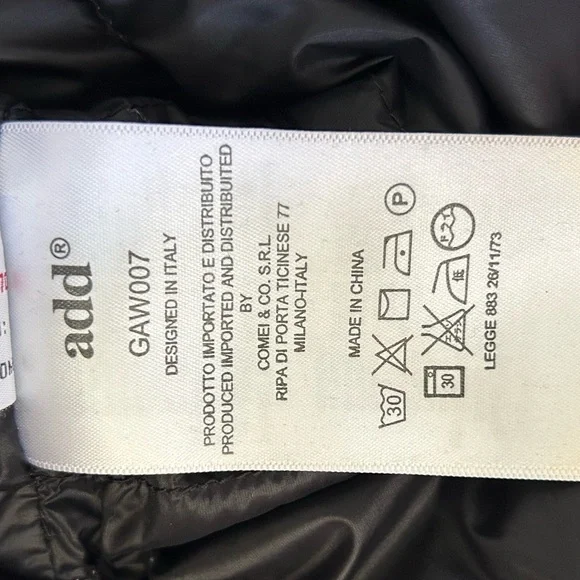 add®
GAW007
DESIGNED IN ITALY
PRODOTTO IMPORTATO E DISTRIBUITO
PRODUCED IMPORTED AND DISTRIBUTED
BY
COMEI & CO. S.R.L
RIPA DI PORTA TICINESE 77
MILANO-ITALY
MADE IN CHINA
30 P
30
LEGGE 883 26/11/73